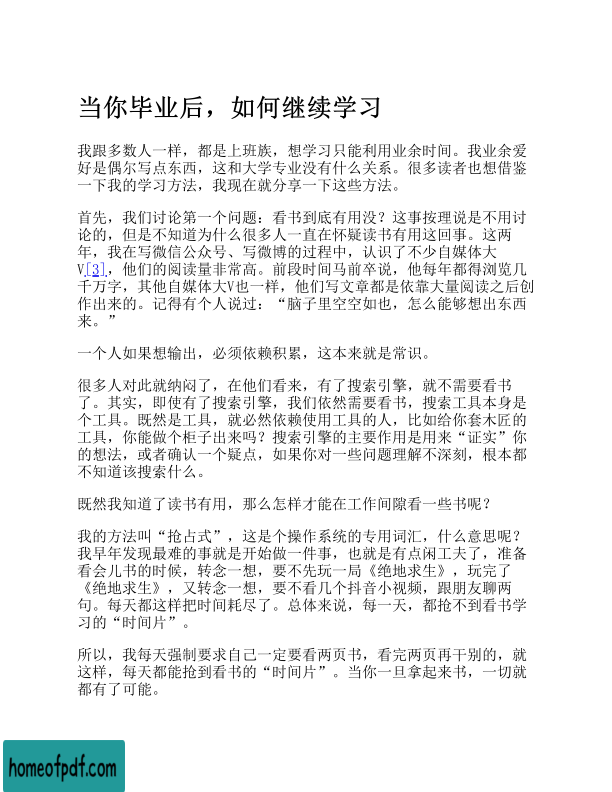 当你毕业后，如何继续学习
我跟多数人一样，都是上班族，想学习只能利用业余时间。我业余爱
好是偶尔写点东西，这和大学专业没有什么关系。很多读者也想借鉴
一下我的学习方法，我现在就分享一下这些方法。
首先，我们讨论第一个问题：看书到底有用没？这事按理说是不用讨
论的，但是不知道为什么很多人一直在怀疑读书有用这回事。这两
年，我在写微信公众号、写微博的过程中，认识了不少自媒体大
V[3]，他们的阅读量非常高。前段时间马前卒说，他每年都得浏览几
千万字，其他自媒体大V也一样，他们写文章都是依靠大量阅读之后创
作出来的。记得有个人说过：“脑子里空空如也，怎么能够想出东西
来。”
一个人如果想输出，必须依赖积累，这本来就是常识。
很多人对此就纳闷了，在他们看来，有了搜索引擎，就不需要看书
了。其实，即使有了搜索引擎，我们依然需要看书，搜索工具本身是
个工具。既然是工具，就必然依赖使用工具的人，比如给你套木匠的
工具，你能做个柜子出来吗？搜索引擎的主要作用是用来“证实”你
的想法，或者确认一个疑点，如果你对一些问题理解不深刻，根本都
不知道该搜索什么。
既然我知道了读书有用，那么怎样才能在工作间隙看一些书呢？
我的方法叫“抢占式”，这是个操作系统的专用词汇，什么意思呢？
我早年发现最难的事就是开始做一件事，也就是有点闲工夫了，准备
看会儿书的时候，转念一想，要不先玩一局《绝地求生》，玩完了
《绝地求生》，又转念一想，要不看几个抖音小视频，跟朋友聊两
句。每天都这样把时间耗尽了。总体来说，每一天，都抢不到看书学
习的“时间片”。
所以，我每天强制要求自己一定要看两页书，看完两页再干别的，就
这样，每天都能抢到看书的“时间片”。当你一旦拿起来书，一切就
都有了可能。
homeofpdf.com